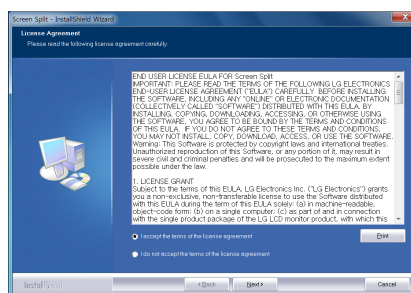 Screen Split - InstallShield Wizard
License Agreement
Please read the following license agreement carefully.
END USER LICENSE EULA FOR Screen Split
IMPORTANT: PLEASE READ THE TERMS OF THE FOLLOWING LG ELECTRONICS
END-USER LICENSE AGREEMENT ("EULA") CAREFULLY BEFORE INSTALLING
THE SOFTWARE, INCLUDING ANY "ONLINE" OR ELECTRONIC DOCUMENTATION
(COLLECTIVELY CALLED "SOFTWARE") DISTRIBUTED WITH THIS EULA. BY
INSTALLING, COPYING, DOWNLOADING, ACCESSING, OR OTHERWISE USING
THE SOFTWARE, YOU AGREE TO BE BOUND BY THE TERMS AND CONDITIONS
OF THIS EULA. IF YOU DO NOT AGREE TO THESE TERMS AND CONDITIONS,
YOU MAY NOT INSTALL, COPY, DOWNLOAD, ACCESS, OR USE THE SOFTWARE.
Warning: This Software is protected by copyright laws and international treaties.
Unauthorized reproduction of this Software, or any portion of it, may result in
severe civil and criminal penalties and will be prosecuted to the maximum extent
possible under the law.
1. LICENSE GRANT
Subject to the terms of this EULA, LG Electronics Inc. ("LG Electronics") grants
you a non-exclusive, non-transferable license to use the Software distributed
with this EULA during the term of this EULA solely: (a) in machine-readable,
object-code form; (b) on a single computer; (c) as part of and in connection
with the single product package of the LG LCD monitor product, with which this
I accept the terms of the license agreement
Print
I do not accept the terms of the license agreement
InstallShield
< Back
Next >
Cancel